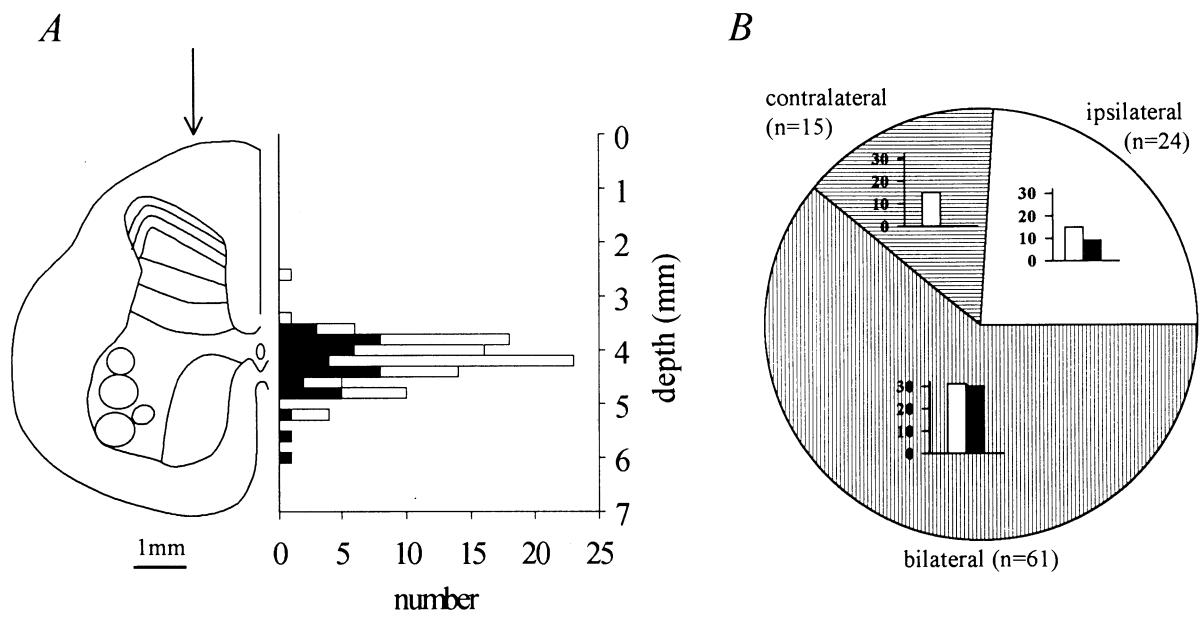 A
0
1
2
3
4
5
6
7
depth (mm)
1mm
0 5 10 15 20 25
number
B
contralateral
(n=15)
30
20
10
0
ipsilateral
(n=24)
30
20
10
0
30
20
10
0
bilateral (n=61)